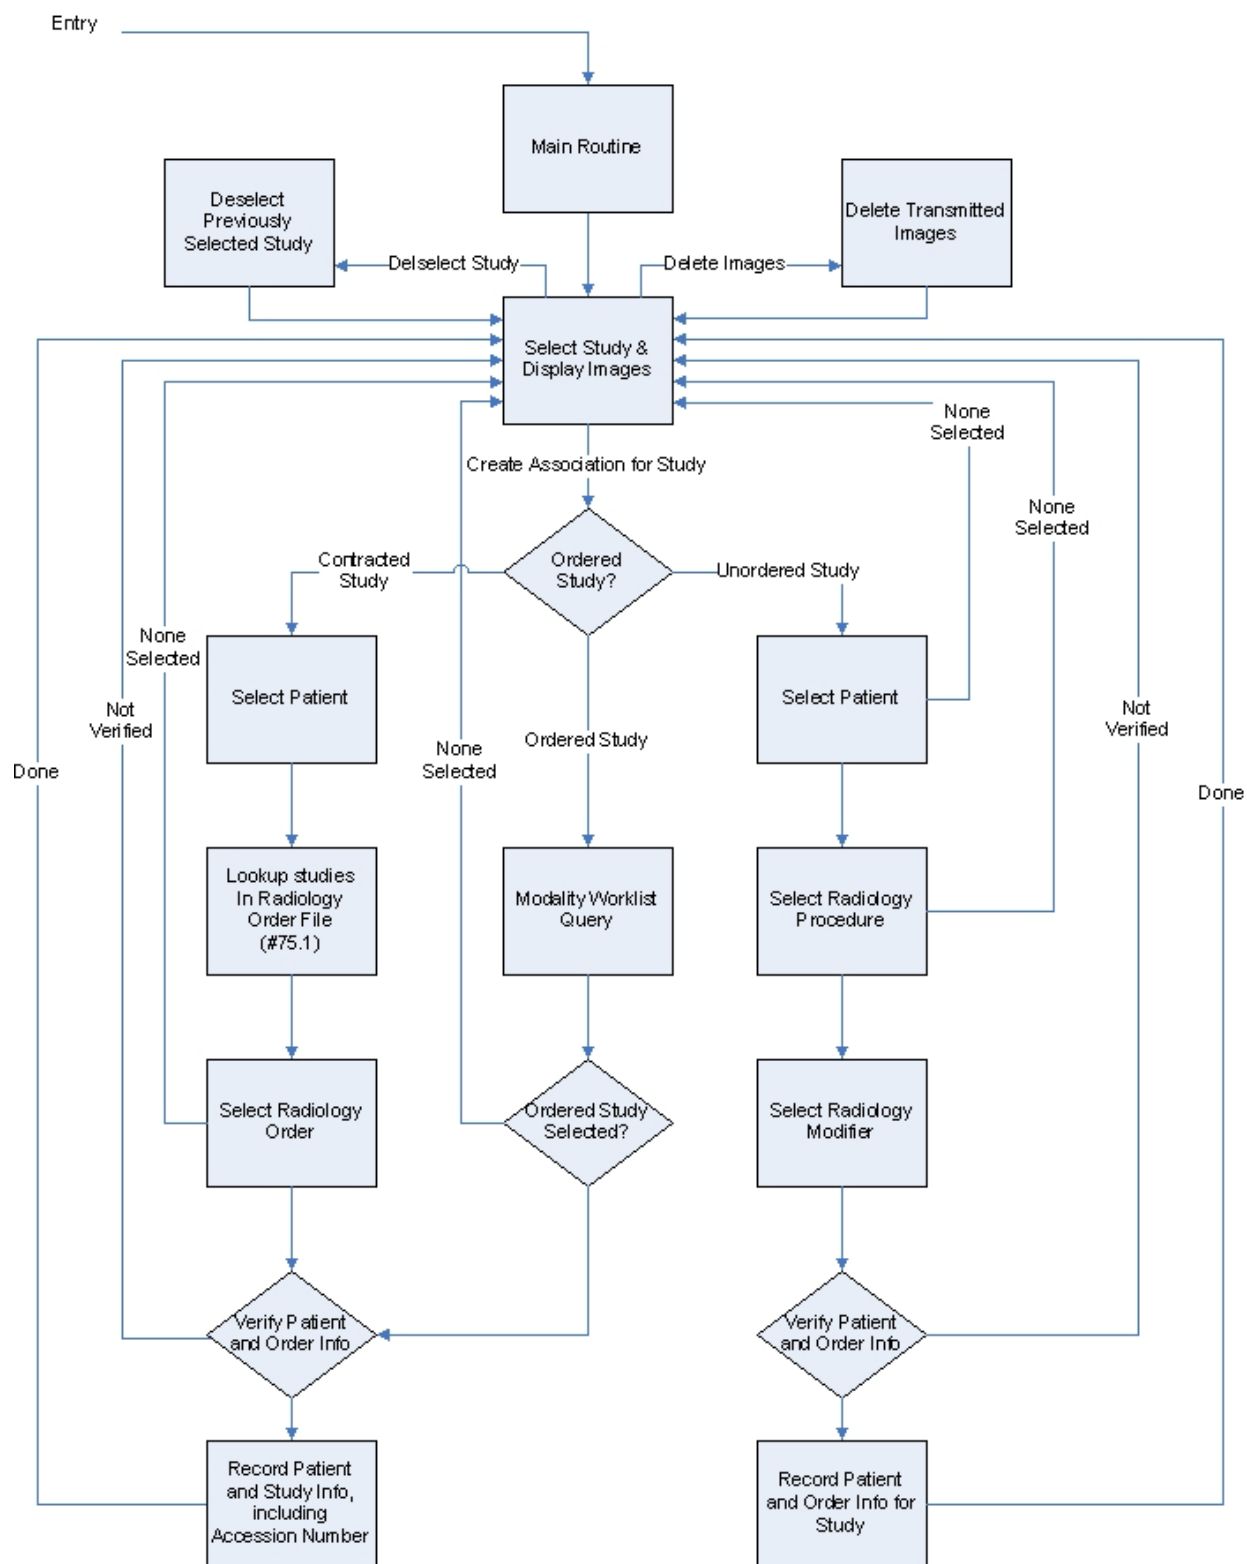 Entry
Main Routine
Deselect
Previously
Selected Study
Delete Transmitted
Images
Delselect Study
Delete Images
Select Study &
Display Images
None
Selected
Create Association for Study
Contracted
Study
Ordered
Study?
Unordered Study
None
Selected
None
Selected
Select Patient
Select Patient
Not
Verified
Ordered Study
Not
Verified
None
Selected
Done
Done
Lookup studies
In Radiology
Order File
(#75.1)
Modality Worklist
Query
Select Radiology
Procedure
Select Radiology
Order
Ordered Study
Selected?
Select Radiology
Modifier
Verify Patient
and Order Info
Verify Patient
and Order Info
Record Patient
and Study Info,
including
Accession Number
Record Patient
and Order Info for
Study